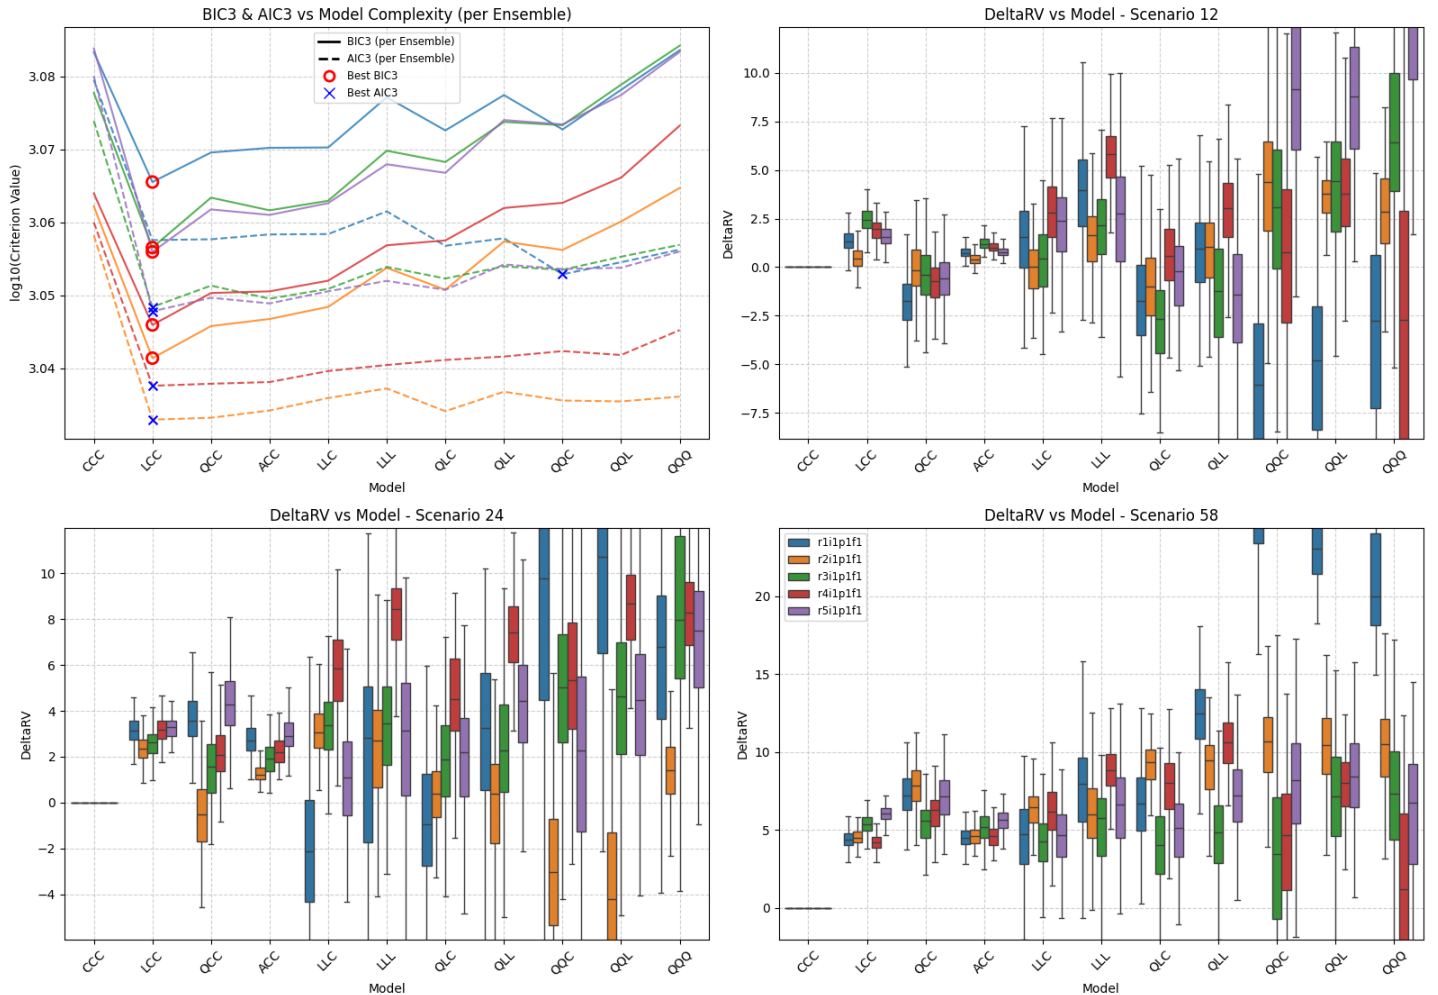 BIC3 & AIC3 vs Model Complexity (per Ensemble)
BIC3 (per Ensemble)
AIC3 (per Ensemble)
Best BIC3
Best AIC3
log10(Criterion Value)
3.08
3.07
3.06
3.05
3.04
CCC
LCC
QCC
ACC
LLC
LLL
QLC
QLL
QQC
QQL
QQQ
Model
DeltaRV vs Model - Scenario 12
DeltaRV
10.0
7.5
5.0
2.5
0.0
−2.5
−5.0
−7.5
CCC
LCC
QCC
ACC
LLC
LLL
QLC
QLL
QQC
QQL
QQQ
Model
DeltaRV vs Model - Scenario 24
DeltaRV
10
8
6
4
2
0
−2
−4
CCC
LCC
QCC
ACC
LLC
LLL
QLC
QLL
QQC
QQL
QQQ
Model
DeltaRV vs Model - Scenario 58
r1i1p1f1
r2i1p1f1
r3i1p1f1
r4i1p1f1
r5i1p1f1
DeltaRV
20
15
10
5
0
CCC
LCC
QCC
ACC
LLC
LLL
QLC
QLL
QQC
QQL
QQQ
Model